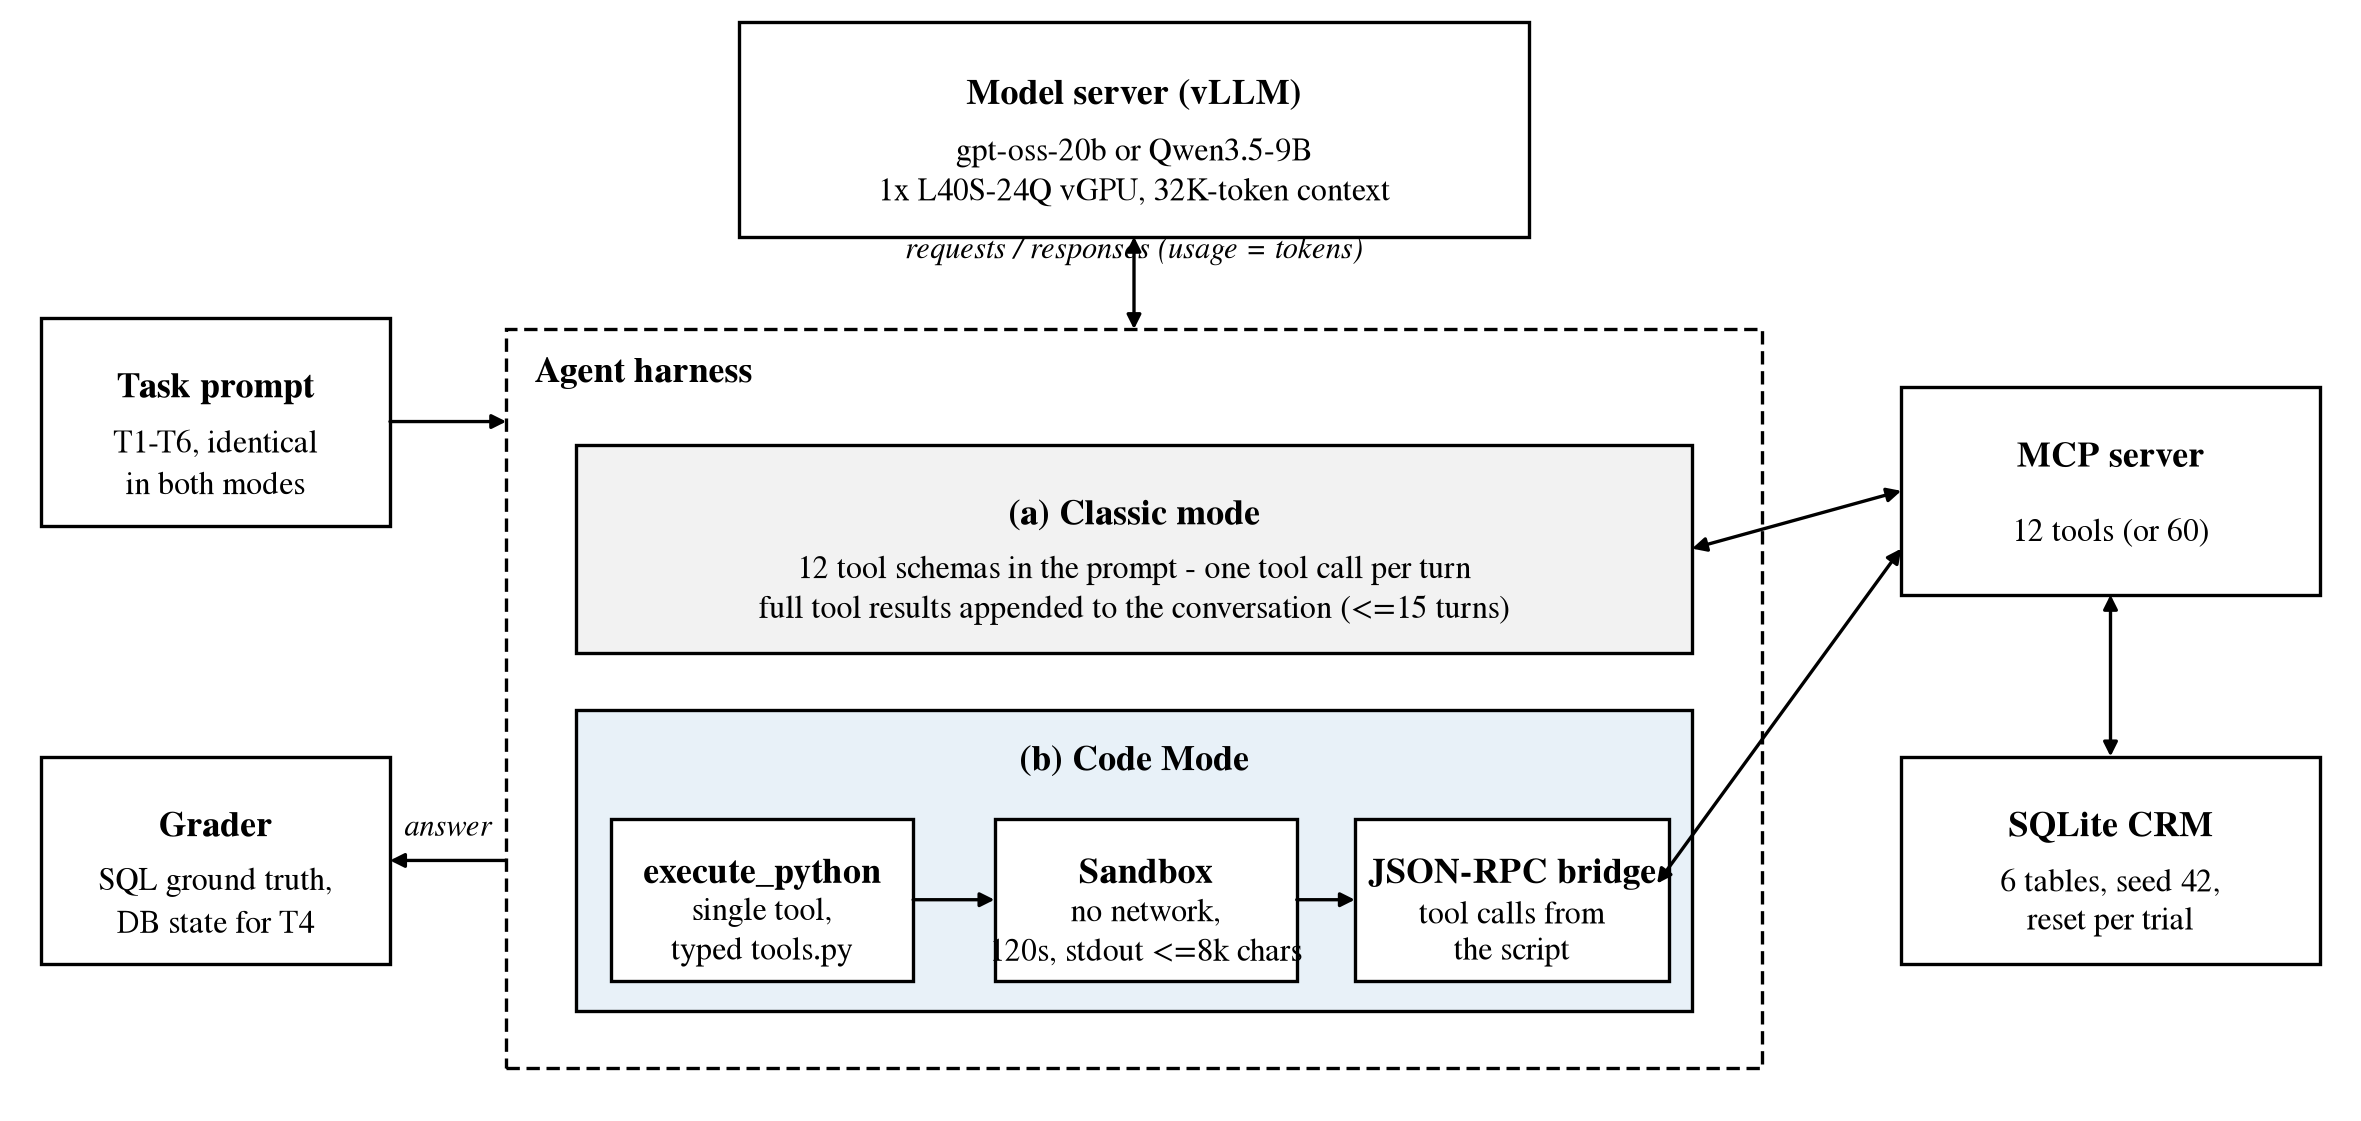 Model server (vLLM)
gpt-oss-20b or Qwen3.5-9B
1x L40S-24Q vGPU, 32K-token context
requests / responses (usage = tokens)
Task prompt
T1-T6, identical
in both modes
Agent harness
(a) Classic mode
12 tool schemas in the prompt - one tool call per turn
full tool results appended to the conversation (<=15 turns)
MCP server
12 tools (or 60)
(b) Code Mode
execute_python
single tool,
typed tools.py
Sandbox
no network,
120s, stdout <=8k chars
JSON-RPC bridge
tool calls from
the script
Grader
SQL ground truth,
DB state for T4
answer
SQLite CRM
6 tables, seed 42,
reset per trial